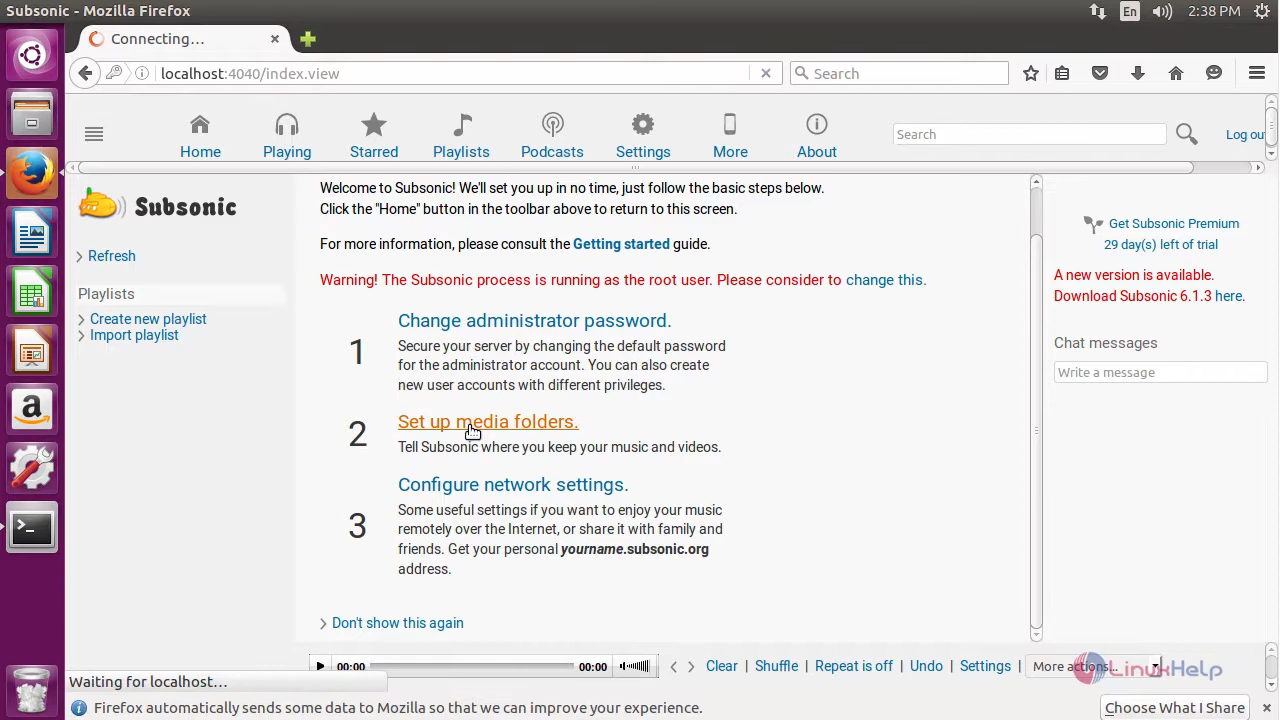 Subsonic - Mozilla Firefox
En
2:38 PM
Connecting...
localhost:4040/index.view
Search
Home
Playing
Starred
Playlists
Podcasts
Settings
More
About
Search
Log ou
Subsonic
Refresh
Playlists
Create new playlist
Import playlist
Welcome to Subsonic! We'll set you up in no time, just follow the basic steps below.
Click the "Home" button in the toolbar above to return to this screen.
For more information, please consult the Getting started guide.
Warning! The Subsonic process is running as the root user. Please consider to change this.
1
Change administrator password.
Secure your server by changing the default password
for the administrator account. You can also create
new user accounts with different privileges.
2
Set up media folders.
Tell Subsonic where you keep your music and videos.
3
Configure network settings.
Some useful settings if you want to enjoy your music
remotely over the Internet, or share it with family and
friends. Get your personal yourname.subsonic.org
address.
Don't show this again
Get Subsonic Premium
29 day(s) left of trial
A new version is available.
Download Subsonic 6.1.3 here.
Chat messages
Write a message
00:00
00:00
Clear | Shuffle | Repeat is off | Undo | Settings |
More actions...
LinuxHelp
Waiting for localhost...
Firefox automatically sends some data to Mozilla so that we can improve your experience.
Choose What I Share